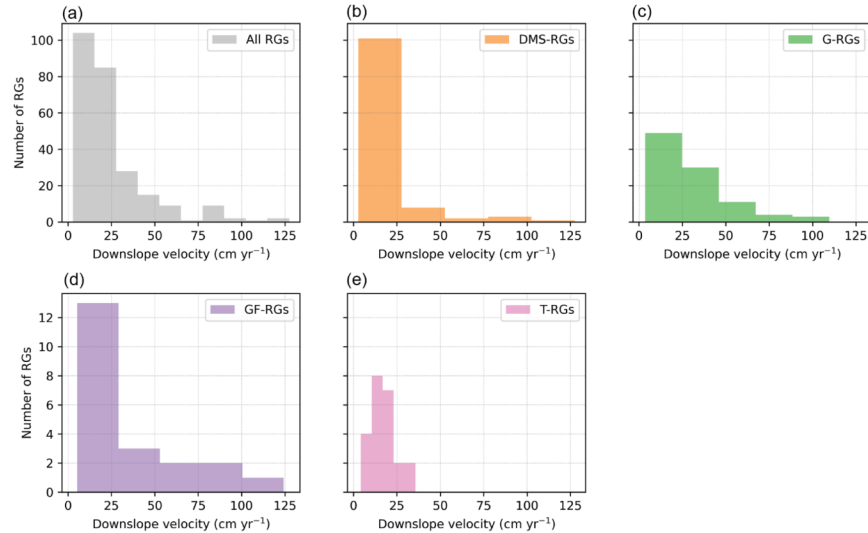 (a)
All RGs
100
80
60
40
20
0
Number of RGs
0 25 50 75 100 125
Downslope velocity (cm yr⁻¹)
(b)
DMS-RGs
0 25 50 75 100 125
Downslope velocity (cm yr⁻¹)
(c)
G-RGs
0 25 50 75 100 125
Downslope velocity (cm yr⁻¹)
(d)
GF-RGs
12
10
8
6
4
2
0
Number of RGs
0 25 50 75 100 125
Downslope velocity (cm yr⁻¹)
(e)
T-RGs
0 25 50 75 100 125
Downslope velocity (cm yr⁻¹)